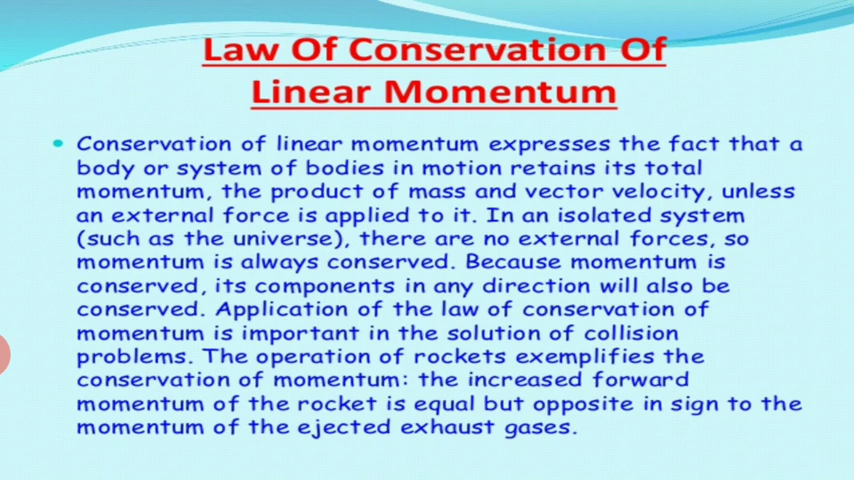 Law Of Conservation Of
Linear Momentum
• Conservation of linear momentum expresses the fact that a
body or system of bodies in motion retains its total
momentum, the product of mass and vector velocity, unless
an external force is applied to it. In an isolated system
(such as the universe), there are no external forces, so
momentum is always conserved. Because momentum is
conserved, its components in any direction will also be
conserved. Application of the law of conservation of
momentum is important in the solution of collision
problems. The operation of rockets exemplifies the
conservation of momentum: the increased forward
momentum of the rocket is equal but opposite in sign to the
momentum of the ejected exhaust gases.